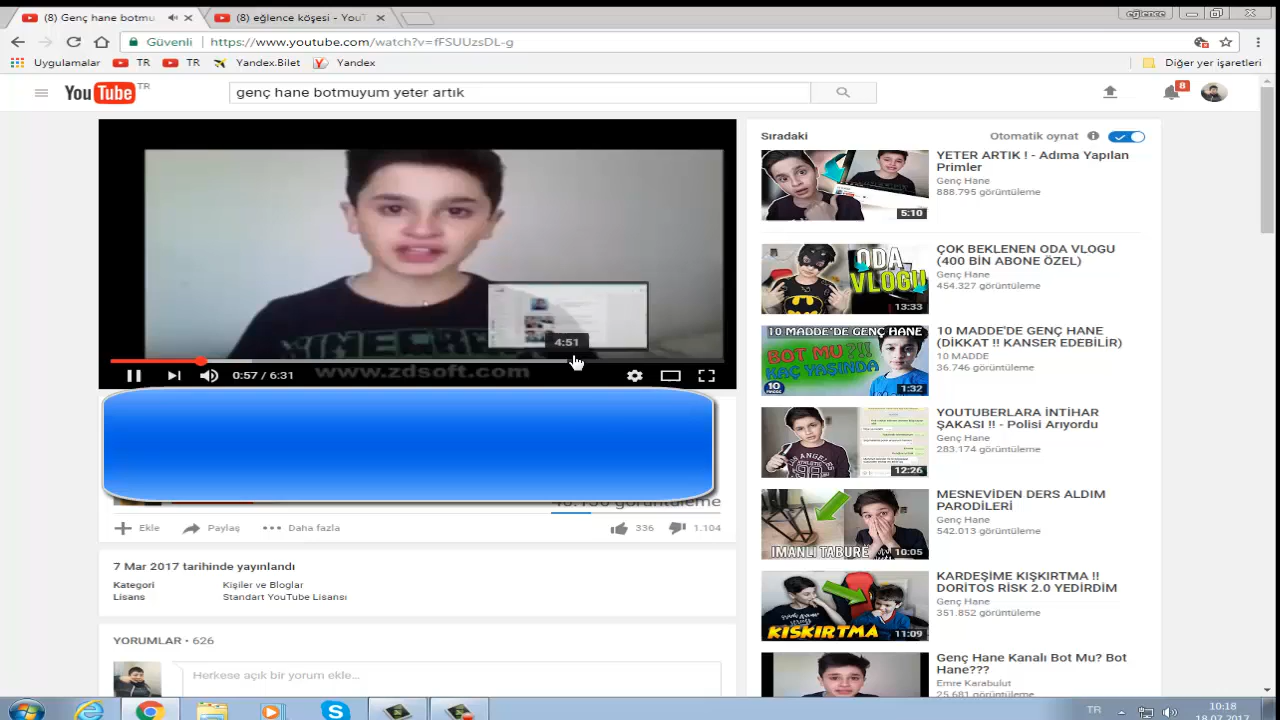 (8) Genç hane botmu
(8) eğlence köşesi - YouT
eğlence
Güvenli
https://www.youtube.com/watch?v=fFSUUzsDL-g
Uygulamalar
TR
TR
Yandex.Bilet
Yandex
Diğer yer işaretleri
YouTube TR
genç hane botmuyum yeter artık
8
MINECRAFT
4:51
www.zdsoft.com
0:57 / 6:31
görüntüleme
Ekle
Paylaş
Daha fazla
336
1.104
7 Mar 2017 tarihinde yayınlandı
Kategori
Kişiler ve Bloglar
Lisans
Standart YouTube Lisansı
YORUMLAR • 626
Herkese açık bir yorum ekle...
Sıradaki
Otomatik oynat
5:10
YETER ARTIK ! - Adıma Yapılan
Primler
Genç Hane
888.795 görüntüleme
ODA
VLOGU
13:33
ÇOK BEKLENEN ODA VLOGU
(400 BİN ABONE ÖZEL)
Genç Hane
454.327 görüntüleme
10 MADDE'DE GENÇ HANE
BOT MU ?!!
KAÇ YAŞINDA
10
MADDE
1:32
10 MADDE'DE GENÇ HANE
(DİKKAT !! KANSER EDEBİLİR)
10 MADDE
36.746 görüntüleme
LOS ANGELES
12:26
YOUTUBERLARA İNTİHAR
ŞAKASI !! - Polisi Arıyordu
Genç Hane
283.174 görüntüleme
IMANLI TABURE
10:05
MESNEVİDEN DERS ALDIM
PARODİLERİ
Genç Hane
542.013 görüntüleme
KIŞKIRTMA
11:09
KARDEŞİME KIŞKIRTMA !!
DORİTOS RİSK 2.0 YEDİRDİM
Genç Hane
351.852 görüntüleme
Genç Hane Kanalı Bot Mu? Bot
Hane???
Emre Karabulut
25.681 görüntüleme
TR
10:18
18.07.2017